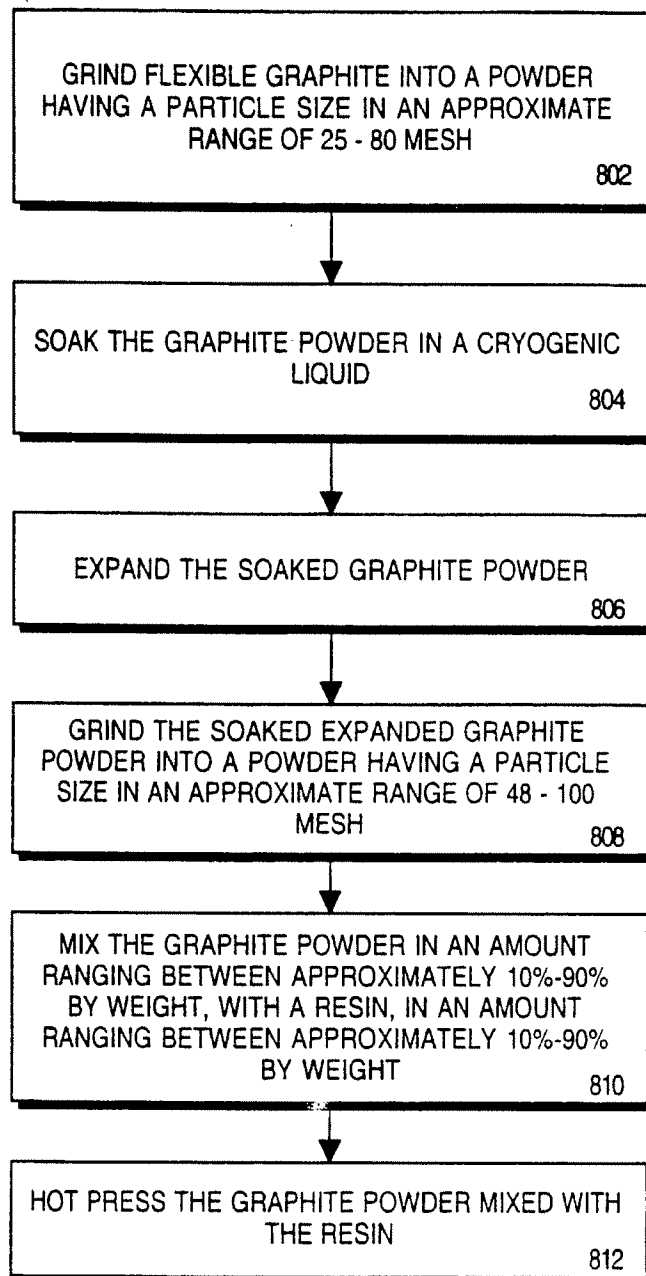 GRIND FLEXIBLE GRAPHITE INTO A POWDER
HAVING A PARTICLE SIZE IN AN APPROXIMATE
RANGE OF 25 - 80 MESH
802
SOAK THE GRAPHITE POWDER IN A CRYOGENIC
LIQUID
804
EXPAND THE SOAKED GRAPHITE POWDER
806
GRIND THE SOAKED EXPANDED GRAPHITE
POWDER INTO A POWDER HAVING A PARTICLE
SIZE IN AN APPROXIMATE RANGE OF 48 - 100
MESH
808
MIX THE GRAPHITE POWDER IN AN AMOUNT
RANGING BETWEEN APPROXIMATELY 10%-90%
BY WEIGHT, WITH A RESIN, IN AN AMOUNT
RANGING BETWEEN APPROXIMATELY 10%-90%
BY WEIGHT
810
HOT PRESS THE GRAPHITE POWDER MIXED WITH
THE RESIN
812